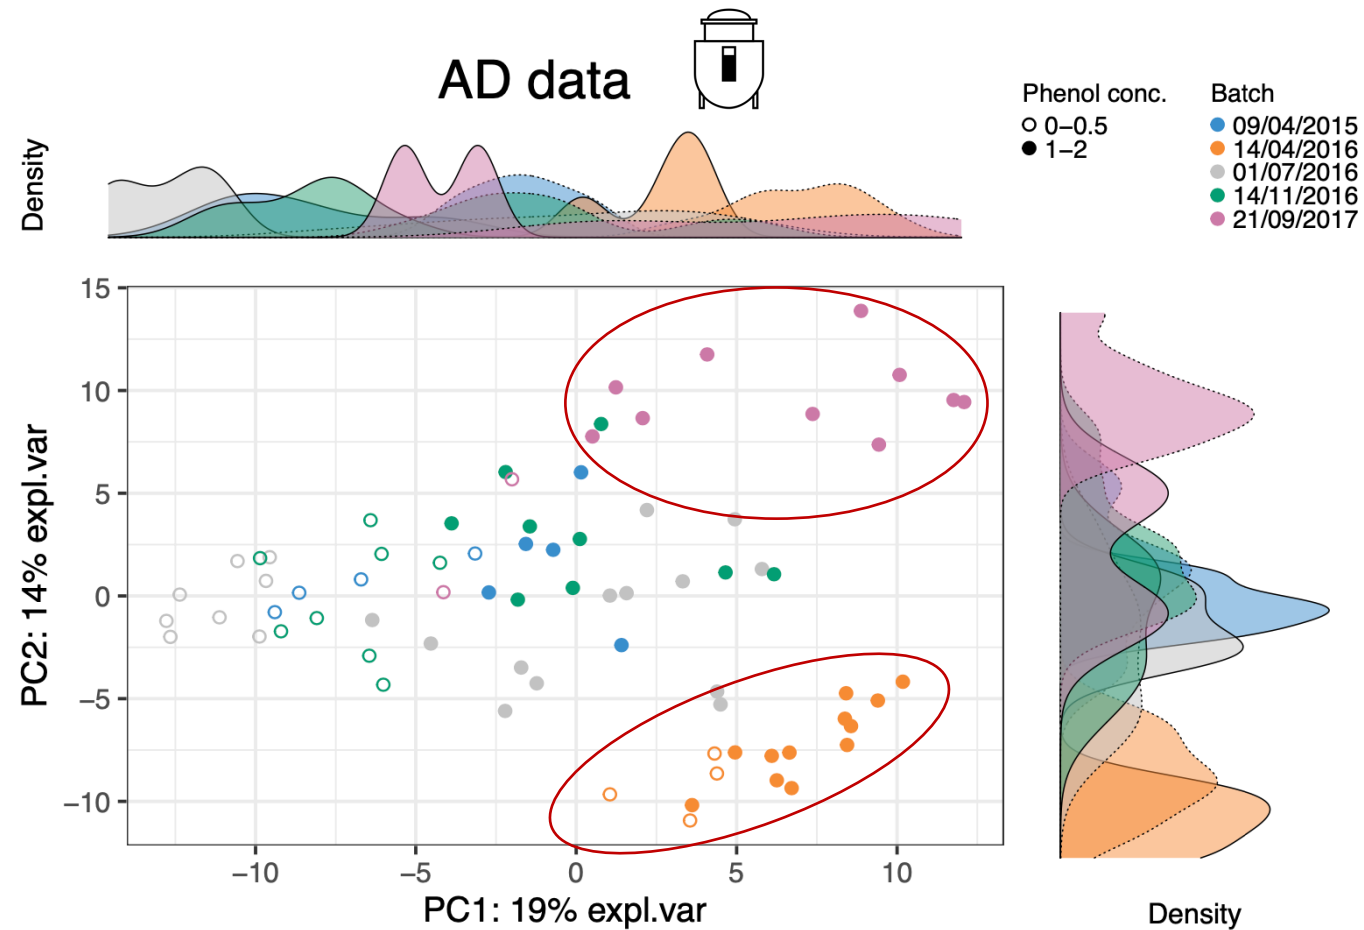 AD data
Density
Phenol conc.
0−0.5
1−2
Batch
09/04/2015
14/04/2016
01/07/2016
14/11/2016
21/09/2017
15
10
5
0
−5
−10
PC2: 14% expl.var
−10
−5
0
5
10
PC1: 19% expl.var
Density